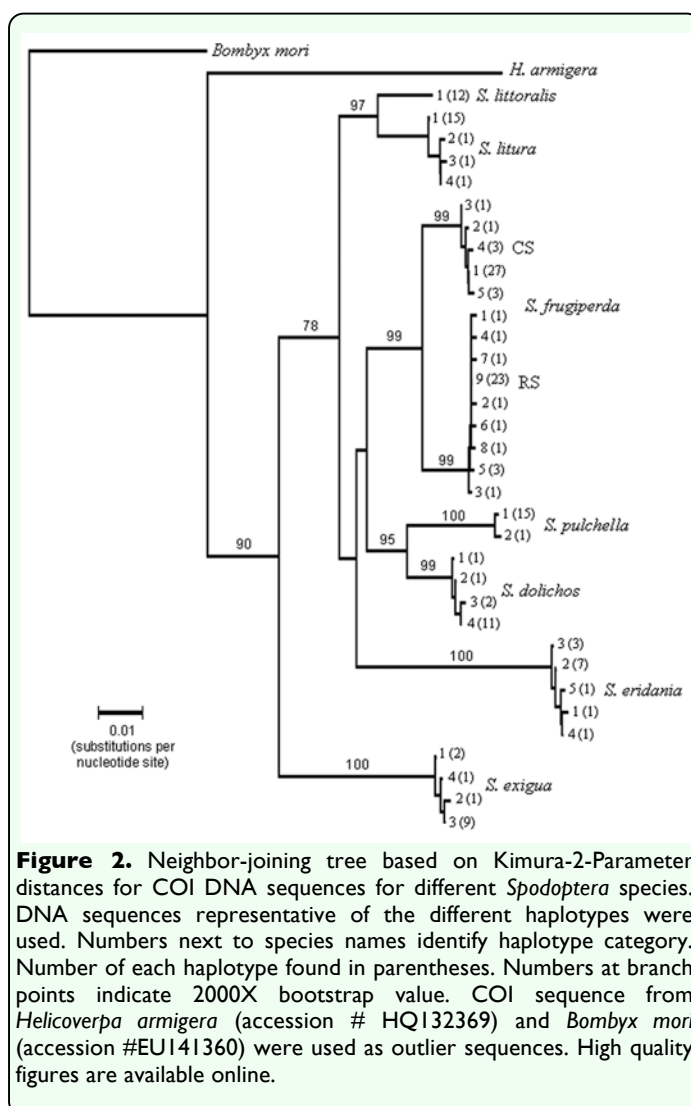 Bombyx mori
H. armigera
1 (12) S. littoralis
97
1 (15)
2 (1)
S. litura
3 (1)
4 (1)
3 (1)
99
2 (1)
4 (3) CS
1 (27)
5 (3)
S. frugiperda
1 (1)
78
99
4 (1)
7 (1)
9 (23) RS
2 (1)
6 (1)
8 (1)
99
5 (3)
3 (1)
100
1 (15)
S. pulchella
2 (1)
95
90
99
1 (1)
2 (1)
S. dolichos
3 (2)
4 (11)
3 (3)
100
2 (7)
5 (1) S. eridania
1 (1)
4 (1)
0.01
(substitutions per
nucleotide site)
1 (2)
100
4 (1)
S. exigua
2 (1)
3 (9)
Figure 2. Neighbor-joining tree based on Kimura-2-Parameter
distances for COI DNA sequences for different Spodoptera species.
DNA sequences representative of the different haplotypes were
used. Numbers next to species names identify haplotype category.
Number of each haplotype found in parentheses. Numbers at branch
points indicate 2000X bootstrap value. COI sequence from
Helicoverpa armigera (accession # HQ132369) and Bombyx mori
(accession #EU141360) were used as outlier sequences. High quality
figures are available online.